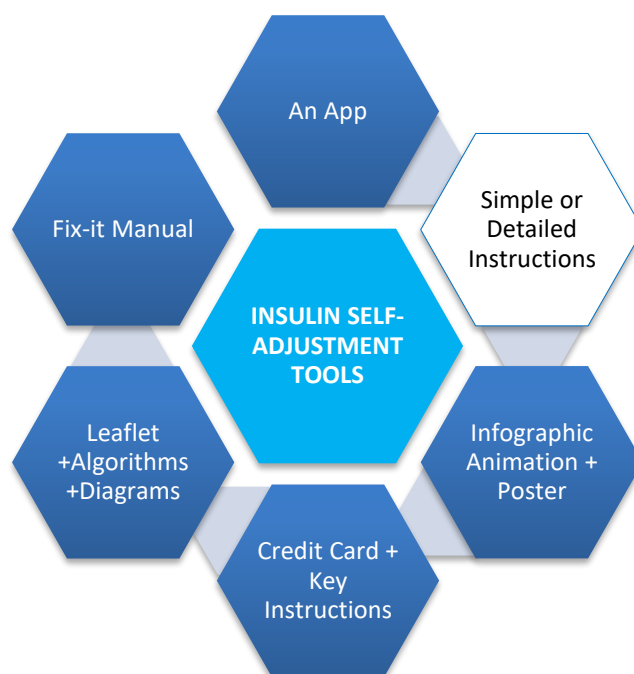 An App
Simple or
Detailed
Instructions
Fix-it Manual
INSULIN SELF-
ADJUSTMENT
TOOLS
Leaflet
+Algorithms
+Diagrams
Infographic
Animation +
Poster
Credit Card +
Key
Instructions